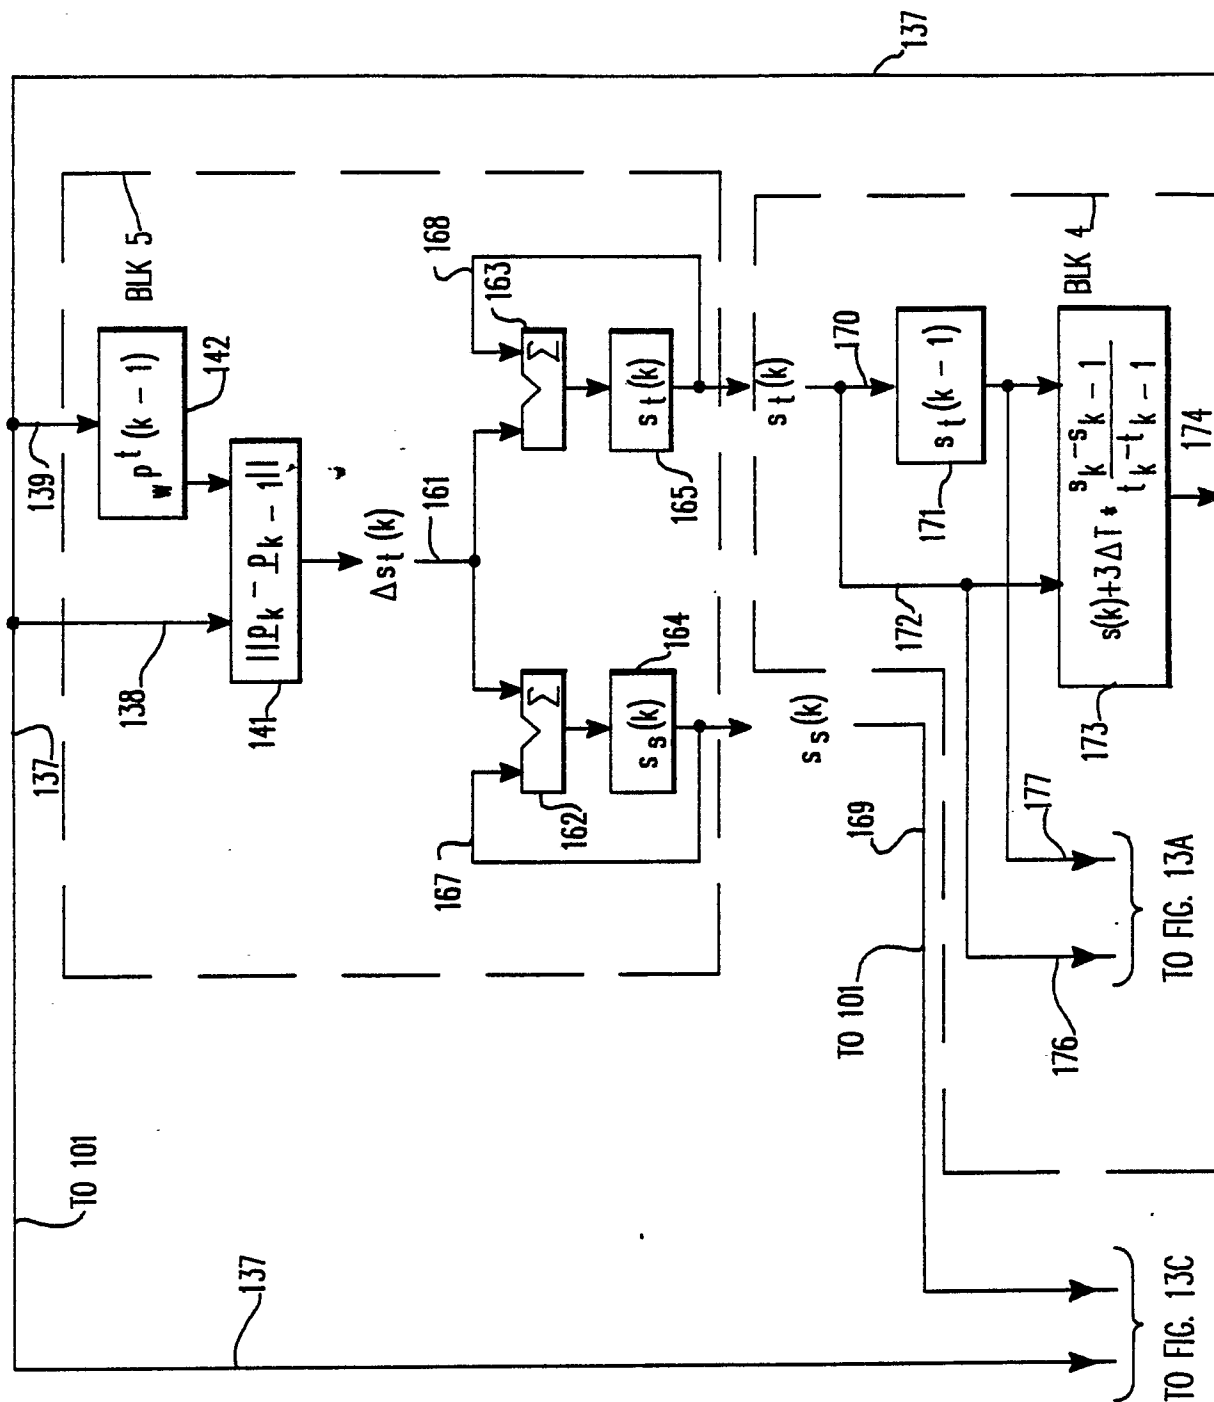 137
BLK 5
139
w p^t (k - 1)
142
138
137
||p_k - p_k - 1||
141
Δs_t(k)
161
168
163
Σ
Σ
162
167
s_t(k)
165
s_s(k)
164
s_t(k)
s_s(k)
170
BLK 4
s_t(k - 1)
171
172
169
TO 101
s(k)+3ΔT * (s_k - s_k - 1) / (t_k - t_k - 1)
173
174
177
176
TO FIG. 13A
TO 101
137
TO FIG. 13C